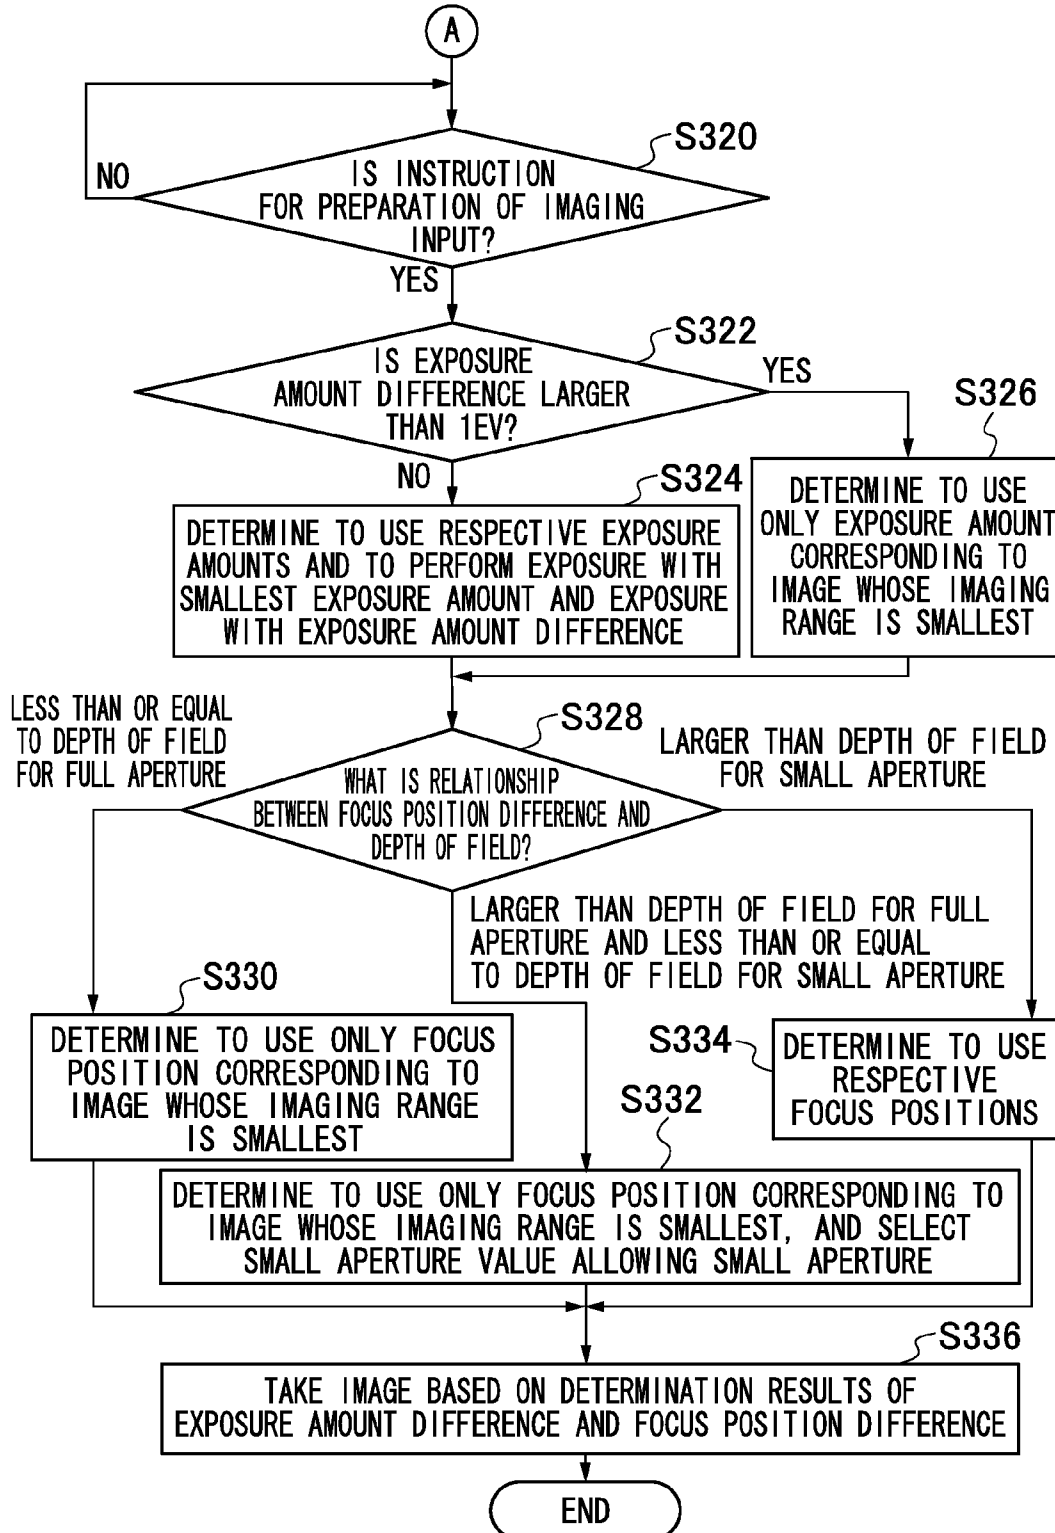 A
S320
NO
IS INSTRUCTION
FOR PREPARATION OF IMAGING
INPUT?
YES
S322
IS EXPOSURE
AMOUNT DIFFERENCE LARGER
THAN 1EV?
YES
S326
NO
S324
DETERMINE TO USE RESPECTIVE EXPOSURE
AMOUNTS AND TO PERFORM EXPOSURE WITH
SMALLEST EXPOSURE AMOUNT AND EXPOSURE
WITH EXPOSURE AMOUNT DIFFERENCE
DETERMINE TO USE
ONLY EXPOSURE AMOUNT
CORRESPONDING TO
IMAGE WHOSE IMAGING
RANGE IS SMALLEST
LESS THAN OR EQUAL
TO DEPTH OF FIELD
FOR FULL APERTURE
S328
LARGER THAN DEPTH OF FIELD
FOR SMALL APERTURE
WHAT IS RELATIONSHIP
BETWEEN FOCUS POSITION DIFFERENCE AND
DEPTH OF FIELD?
LARGER THAN DEPTH OF FIELD FOR FULL
APERTURE AND LESS THAN OR EQUAL
TO DEPTH OF FIELD FOR SMALL APERTURE
S330
DETERMINE TO USE ONLY FOCUS
POSITION CORRESPONDING TO
IMAGE WHOSE IMAGING RANGE
IS SMALLEST
S334
DETERMINE TO USE
RESPECTIVE
FOCUS POSITIONS
S332
DETERMINE TO USE ONLY FOCUS POSITION CORRESPONDING TO
IMAGE WHOSE IMAGING RANGE IS SMALLEST, AND SELECT
SMALL APERTURE VALUE ALLOWING SMALL APERTURE
S336
TAKE IMAGE BASED ON DETERMINATION RESULTS OF
EXPOSURE AMOUNT DIFFERENCE AND FOCUS POSITION DIFFERENCE
END